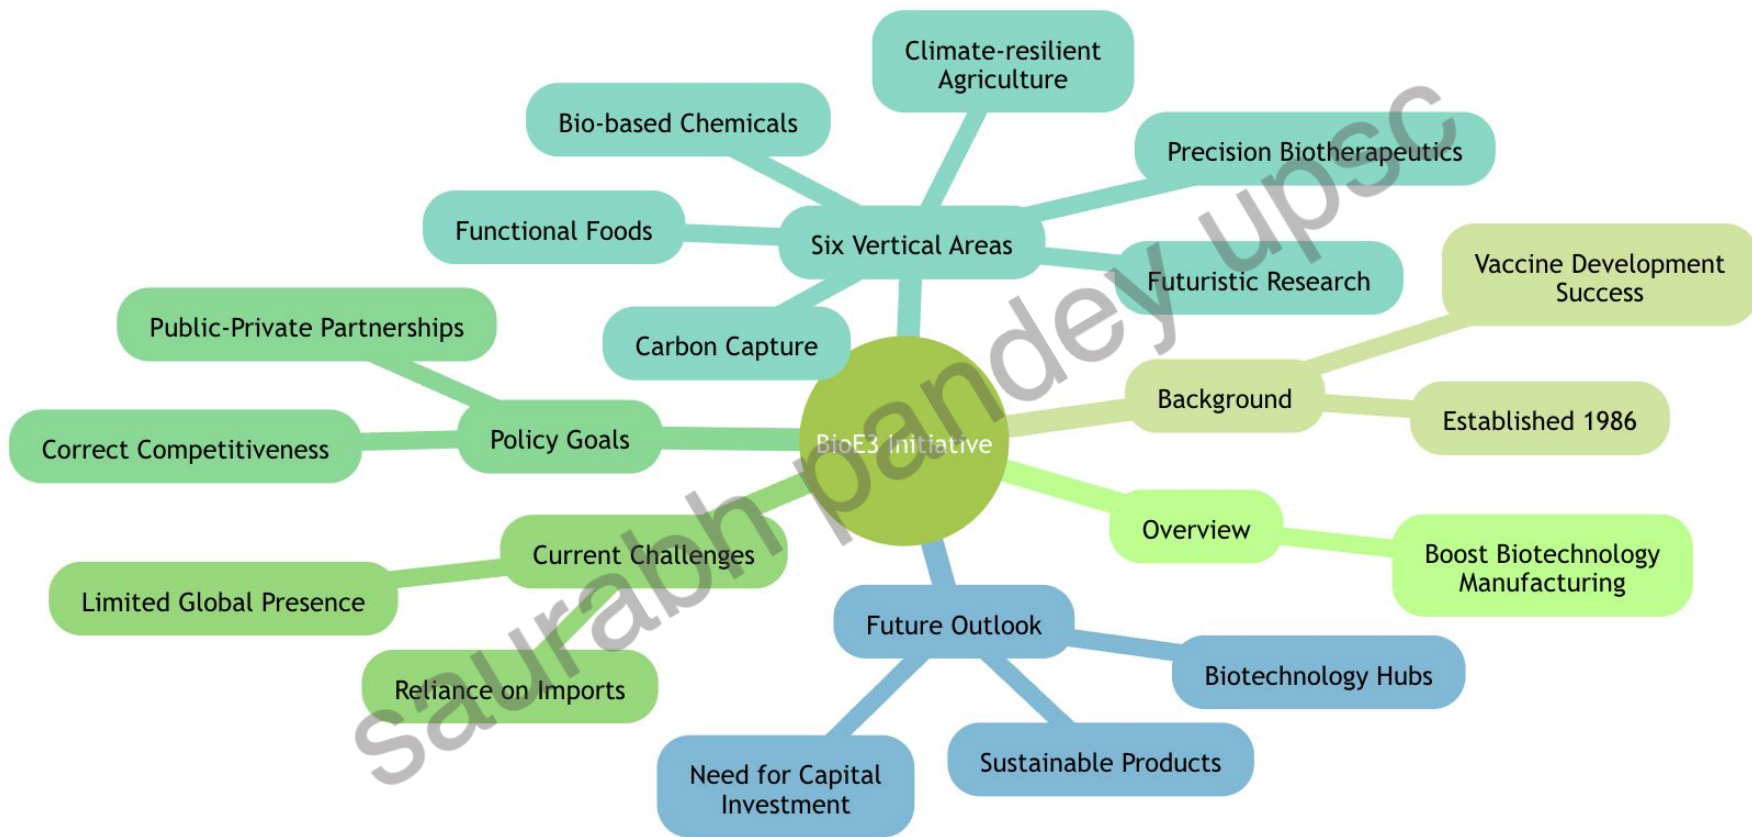 Climate-resilient
Agriculture
Bio-based Chemicals
Precision Biotherapeutics
Functional Foods
Six Vertical Areas
Futuristic Research
Carbon Capture
Vaccine Development
Success
Background
Established 1986
Public-Private Partnerships
Policy Goals
Correct Competitiveness
BioE3 Initiative
Overview
Boost Biotechnology
Manufacturing
Current Challenges
Limited Global Presence
Reliance on Imports
Future Outlook
Biotechnology Hubs
Sustainable Products
Need for Capital
Investment
saurabh pandey upsc